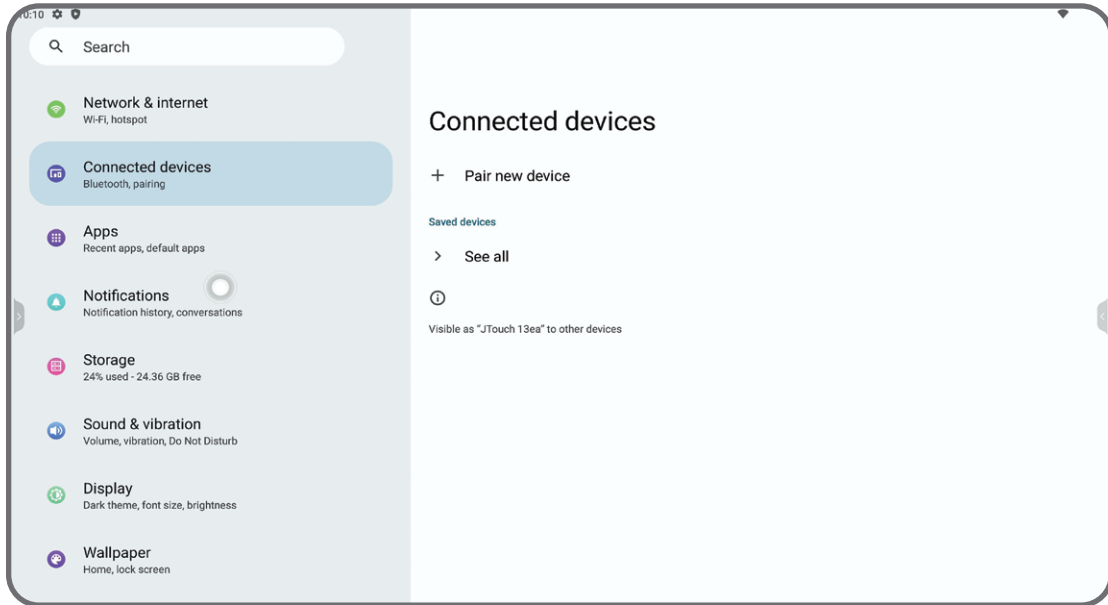 10:10
Search
Network & internet
Wi-Fi, hotspot
Connected devices
Bluetooth, pairing
Apps
Recent apps, default apps
Notifications
Notification history, conversations
Storage
24% used - 24.36 GB free
Sound & vibration
Volume, vibration, Do Not Disturb
Display
Dark theme, font size, brightness
Wallpaper
Home, lock screen
Connected devices
Pair new device
Saved devices
See all
Visible as “JTouch 13ea” to other devices